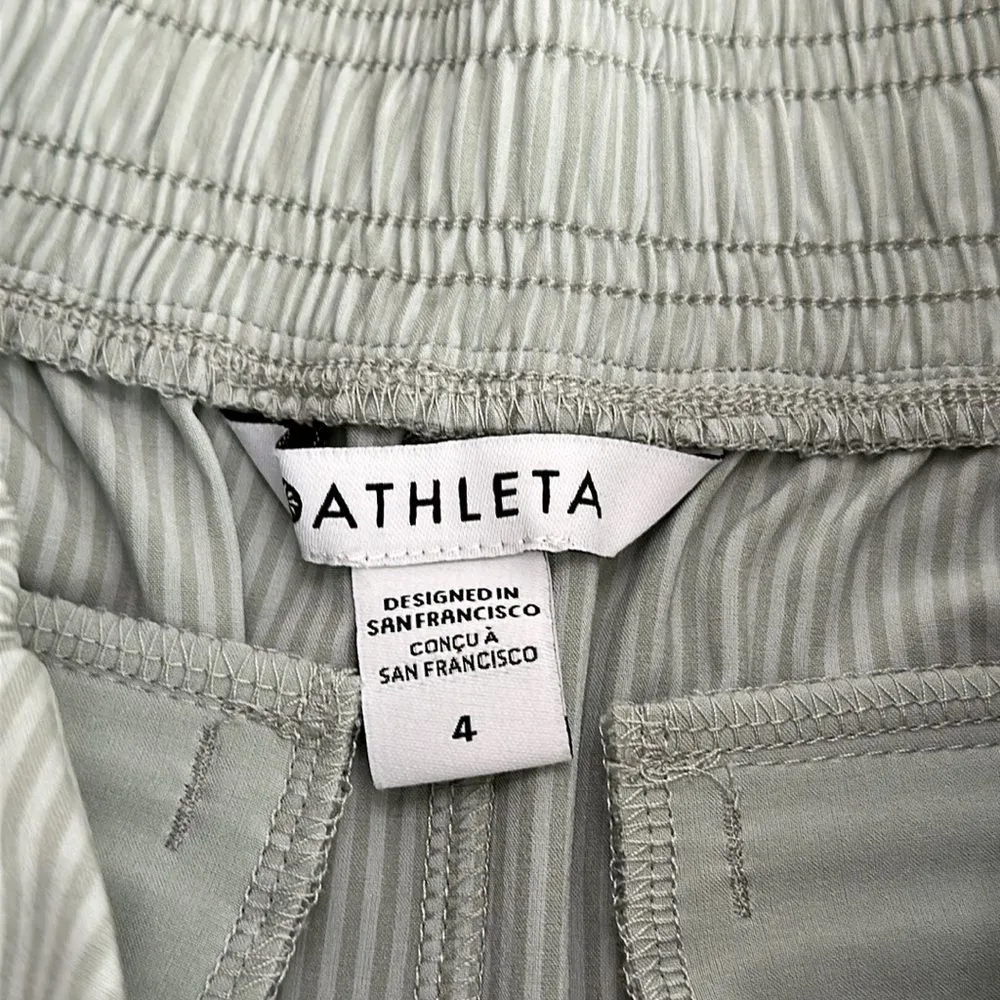 ATHLETA
DESIGNED IN
SAN FRANCISCO
CONÇU À
SAN FRANCISCO
4